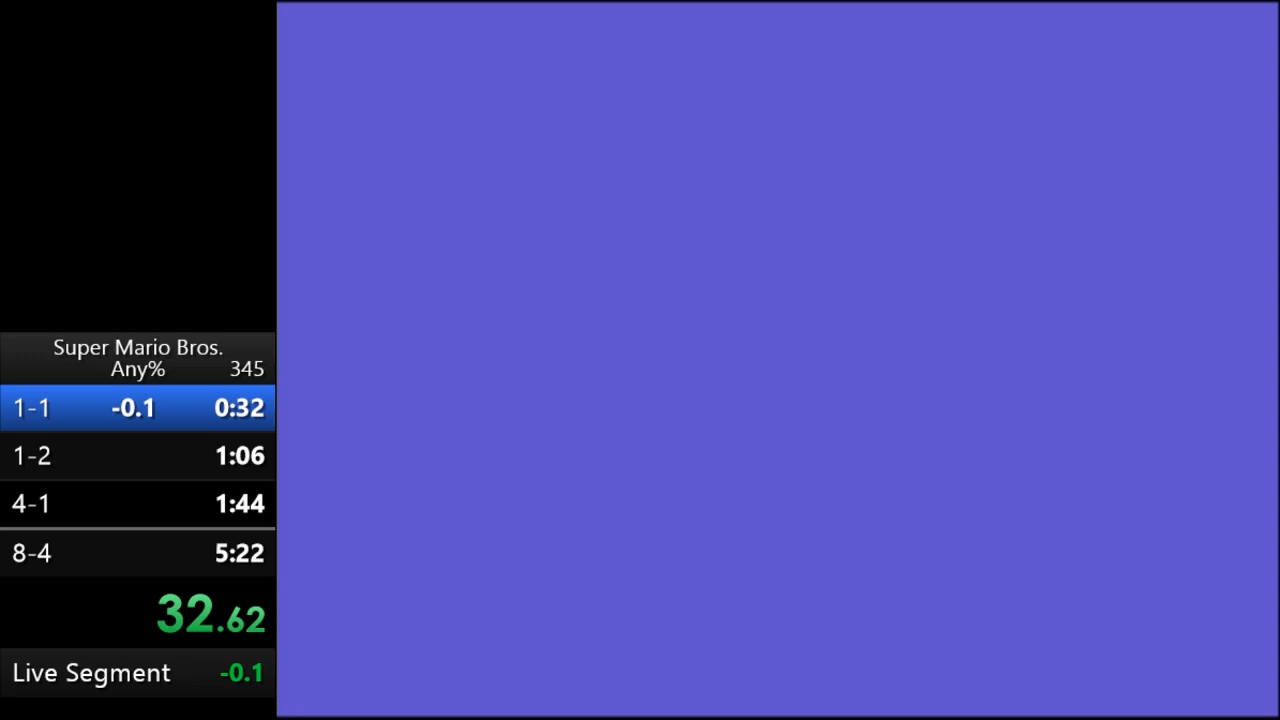 Super Mario Bros.
Any% 345
1-1 -0.1 0:32
1-2 1:06
4-1 1:44
8-4 5:22
32.62
Live Segment -0.1